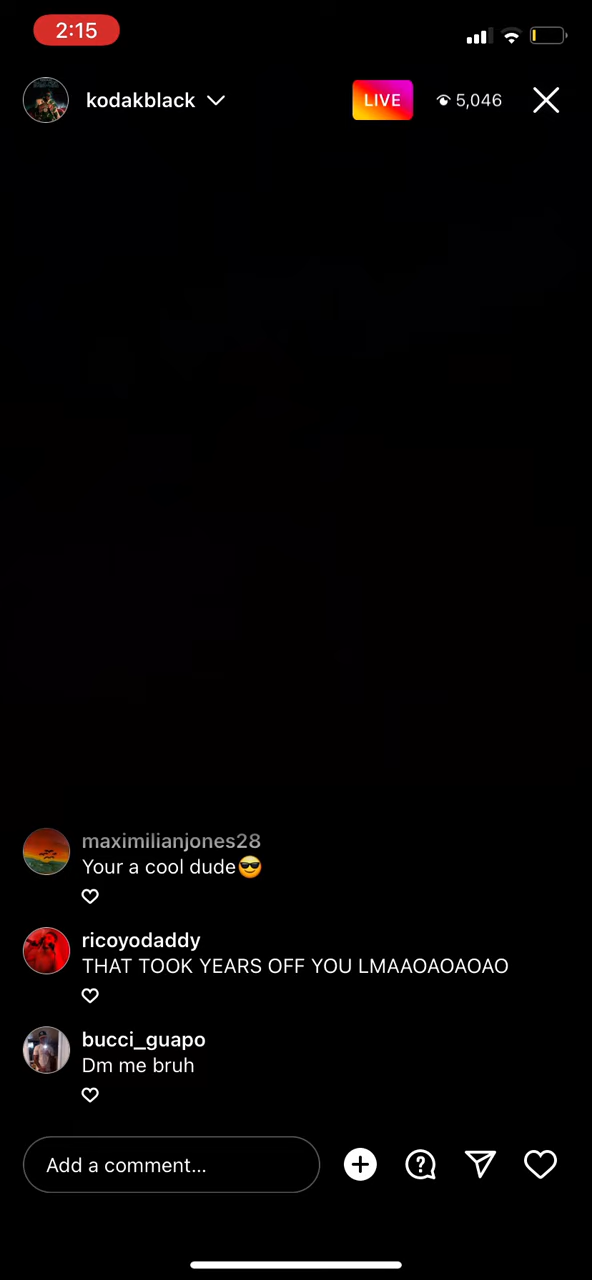 2:15
kodakblack
LIVE
5,046
maximilianjones28
Your a cool dude😎
ricoyodaddy
THAT TOOK YEARS OFF YOU LMAAOAOAOAO
bucci_guapo
Dm me bruh
Add a comment...